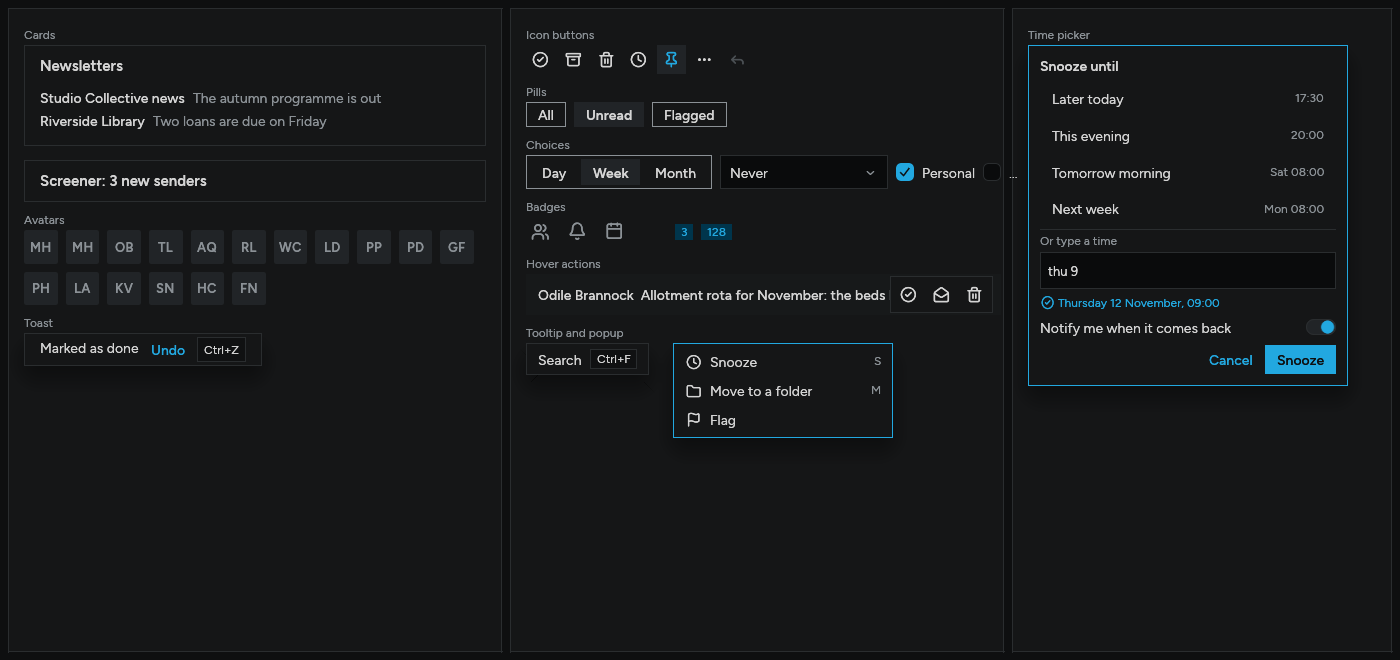 Cards
Newsletters
Studio Collective news The autumn programme is out
Riverside Library Two loans are due on Friday
Screener: 3 new senders
Avatars
MH MH OB TL AQ RL WC LD PP PD GF
PH LA KV SN HC FN
Toast
Marked as done Undo Ctrl+Z
Icon buttons
Pills
All Unread Flagged
Choices
Day Week Month Never Personal ...
Badges
3 128
Hover actions
Odile Brannock Allotment rota for November: the beds
Tooltip and popup
Search Ctrl+F
Snooze S
Move to a folder M
Flag
Time picker
Snooze until
Later today 17:30
This evening 20:00
Tomorrow morning Sat 08:00
Next week Mon 08:00
Or type a time
thu 9
Thursday 12 November, 09:00
Notify me when it comes back
Cancel Snooze